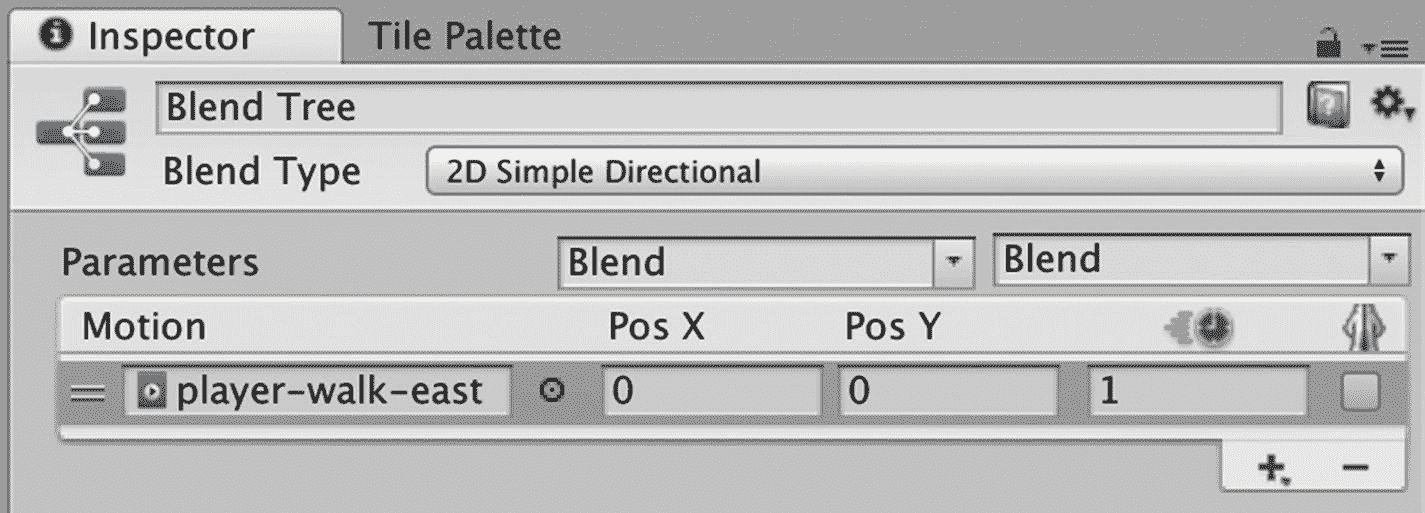 Inspector Tile Palette
Blend Tree
Blend Type 2D Simple Directional
Parameters Blend Blend
Motion Pos X Pos Y
player-walk-east 0 0 1